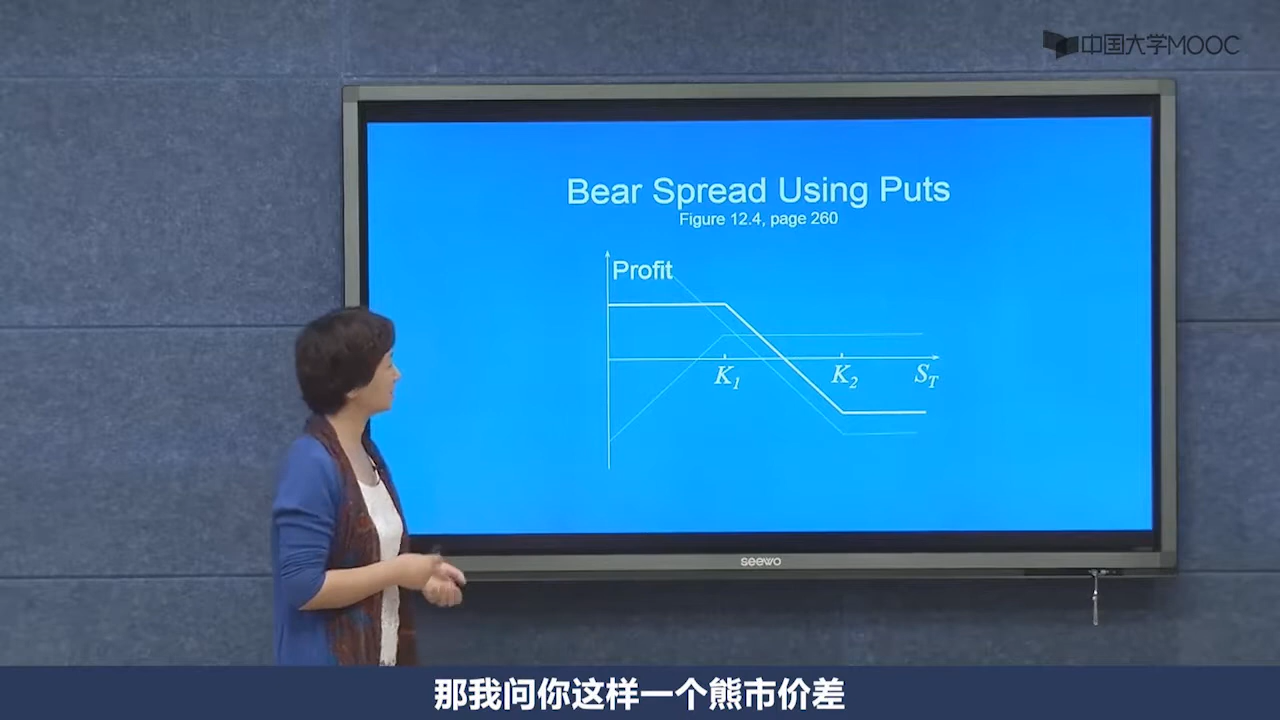 中国大学MOOC
Bear Spread Using Puts
Figure 12.4, page 260
Profit
K1 K2 ST
seewo
那我问你这样一个熊市价差